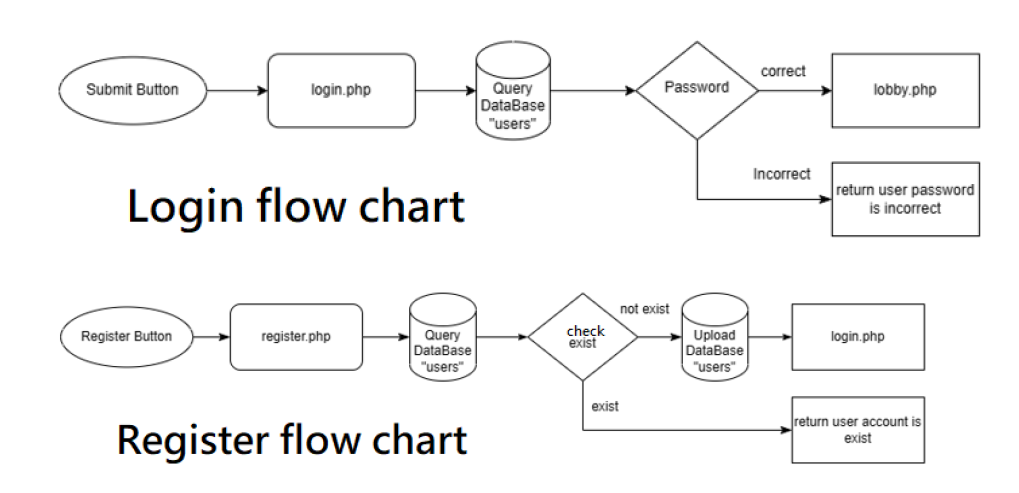 Submit Button
login.php
Query
DataBase
"users"
Password
correct
lobby.php
Incorrect
return user password
is incorrect
Login flow chart
Register Button
register.php
Query
DataBase
"users"
check
exist
not exist
Upload
DataBase
"users"
login.php
exist
return user account is
exist
Register flow chart